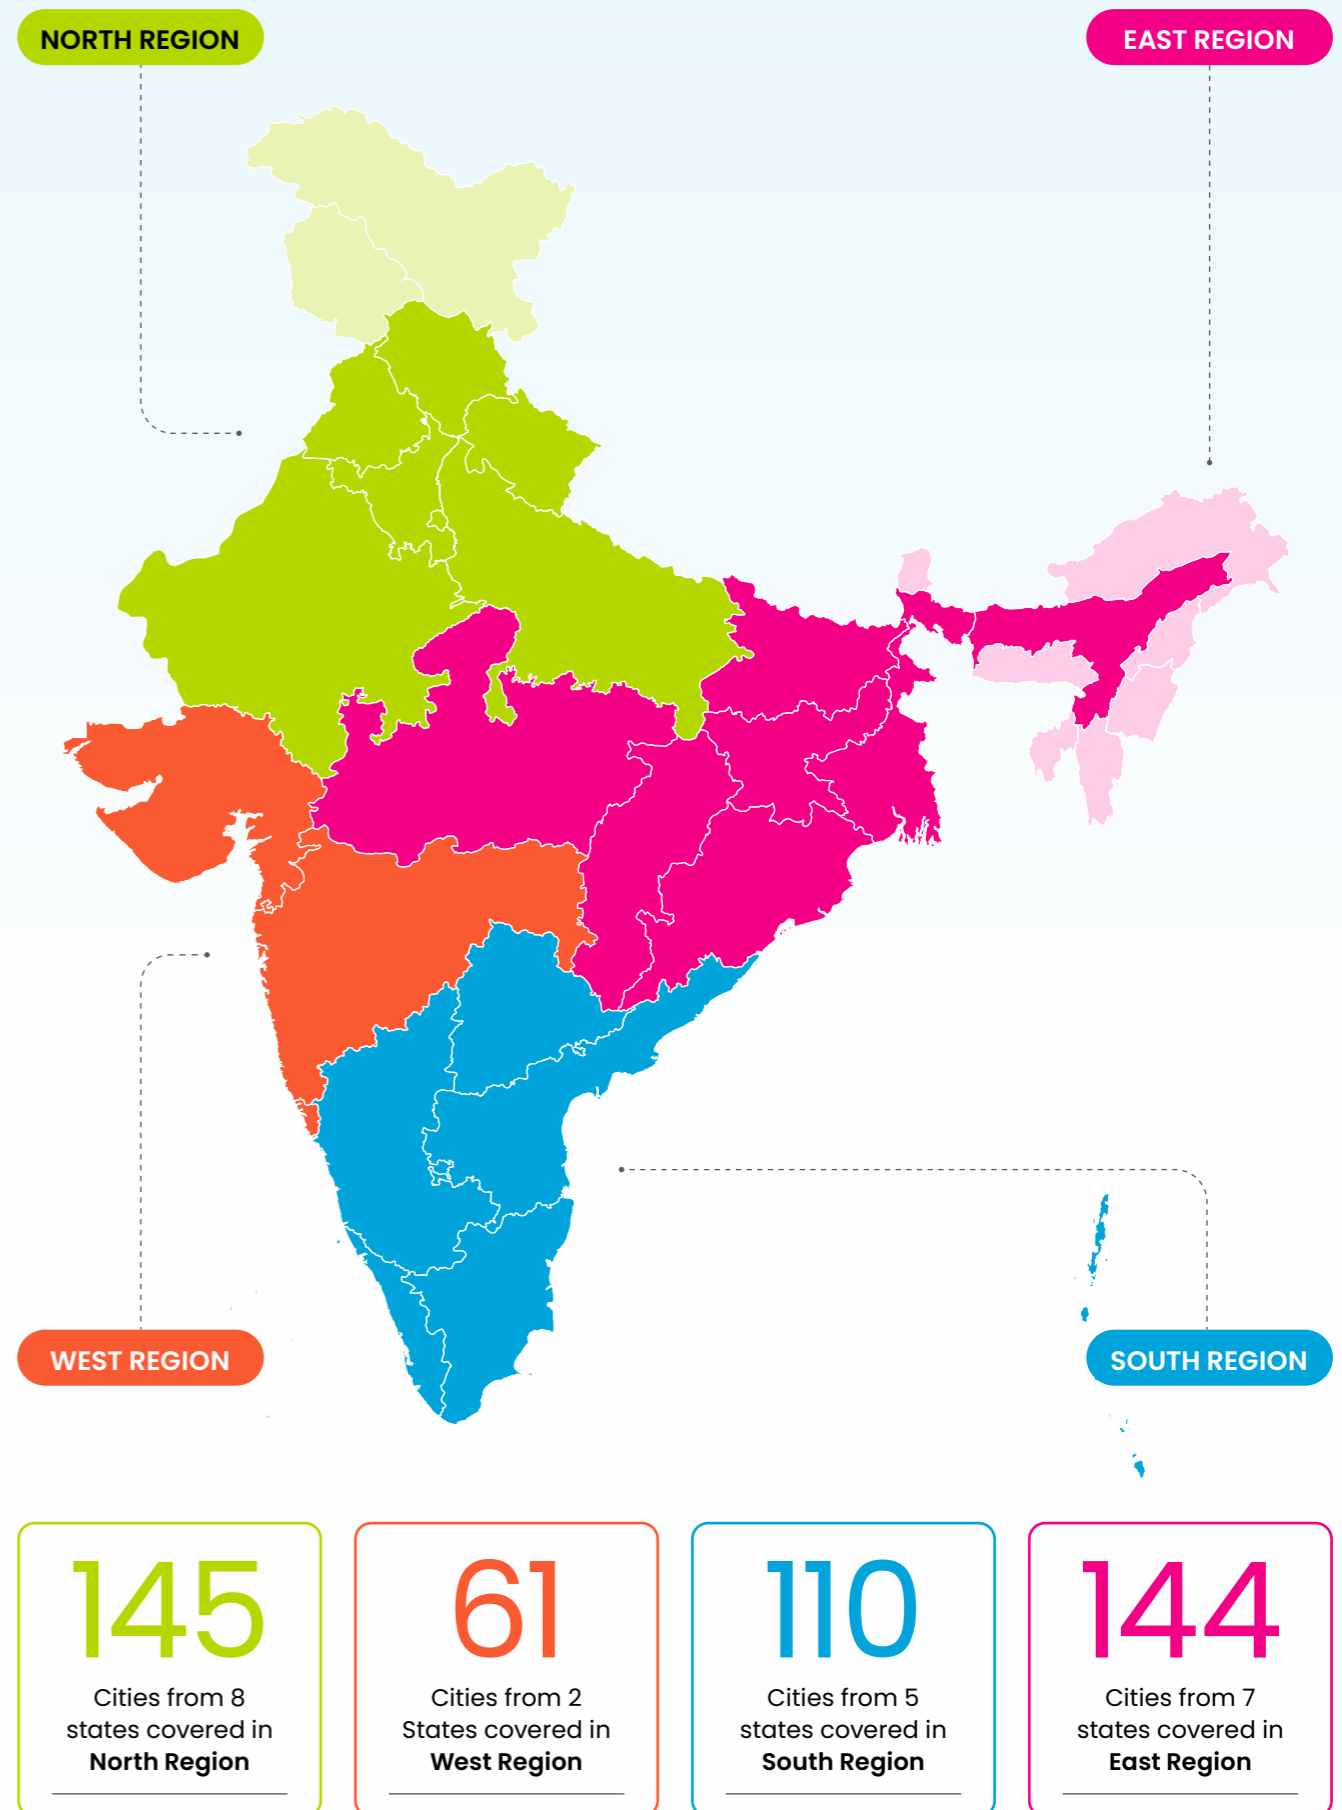 NORTH REGION
EAST REGION
WEST REGION
SOUTH REGION
145
Cities from 8
states covered in
North Region
61
Cities from 2
States covered in
West Region
110
Cities from 5
states covered in
South Region
144
Cities from 7
states covered in
East Region